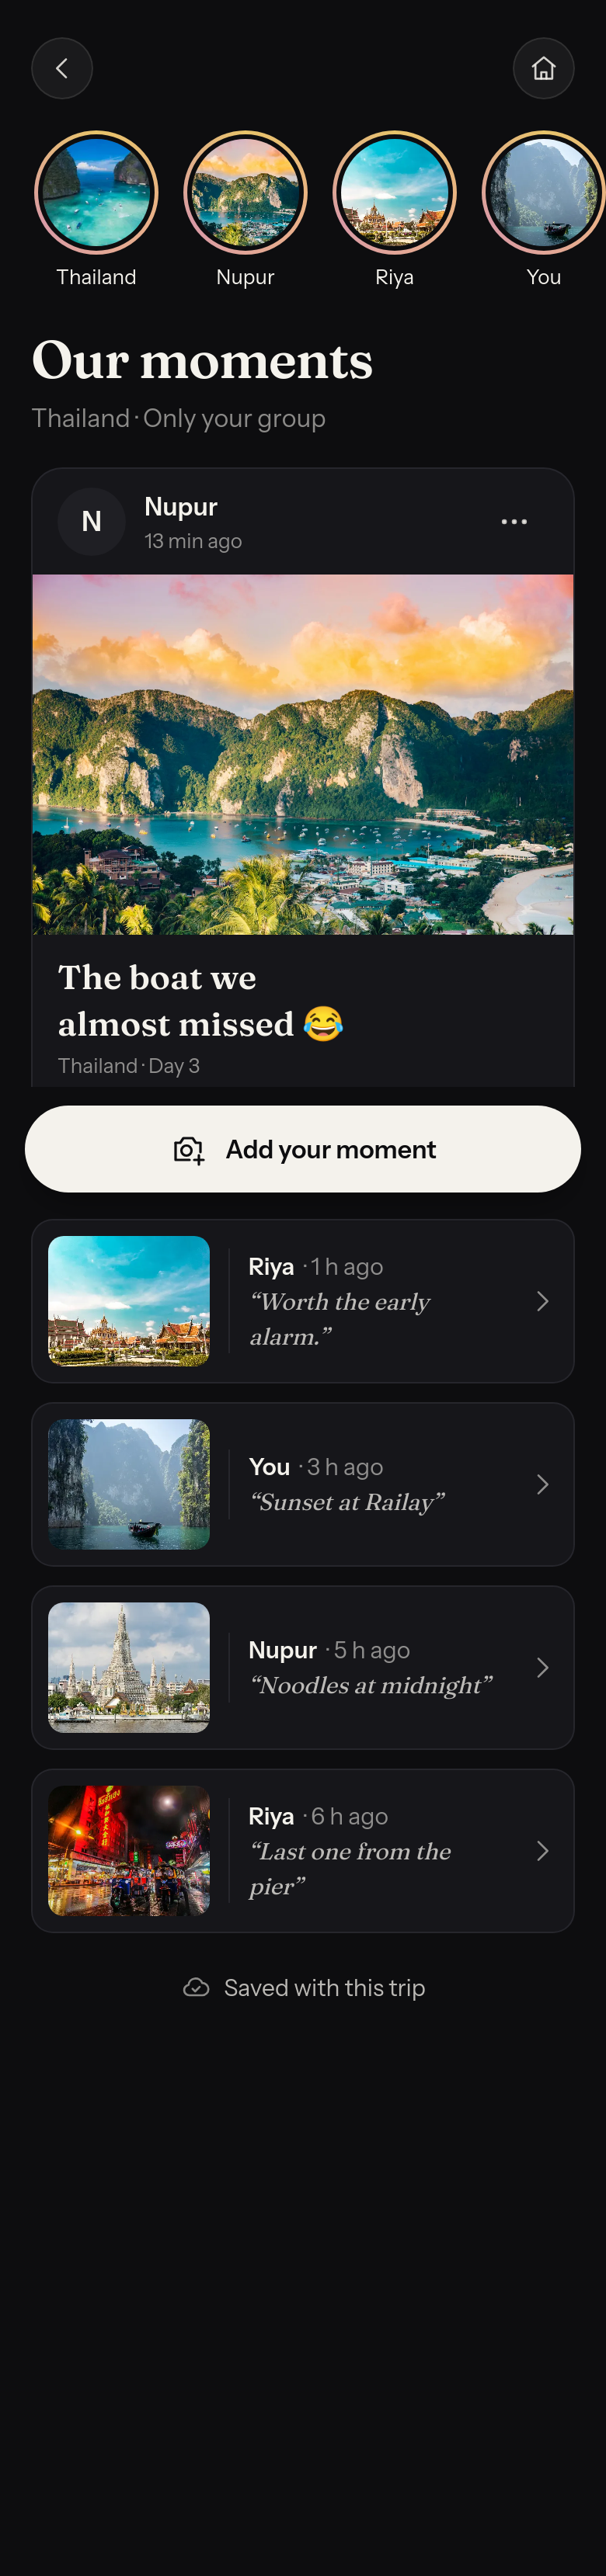 Thailand
Nupur
Riya
You
Our moments
Thailand · Only your group
N
Nupur
13 min ago
The boat we
almost missed 😂
Thailand · Day 3
Add your moment
Riya · 1 h ago
“Worth the early
alarm.”
You · 3 h ago
“Sunset at Railay”
Nupur · 5 h ago
“Noodles at midnight”
Riya · 6 h ago
“Last one from the
pier”
Saved with this trip